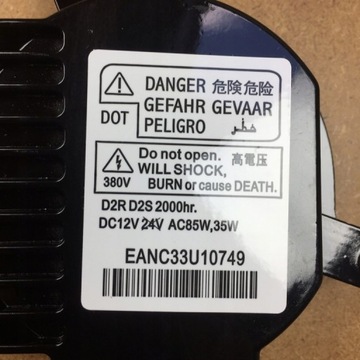 DANGER 危険危险
DOT
GEFAHR GEVAAR
PELIGRO خطر
380V
Do not open. 高電压
WILL SHOCK,
BURN or cause DEATH.
D2R D2S 2000hr.
DC12V 24V AC85W,35W
EANC33U10749